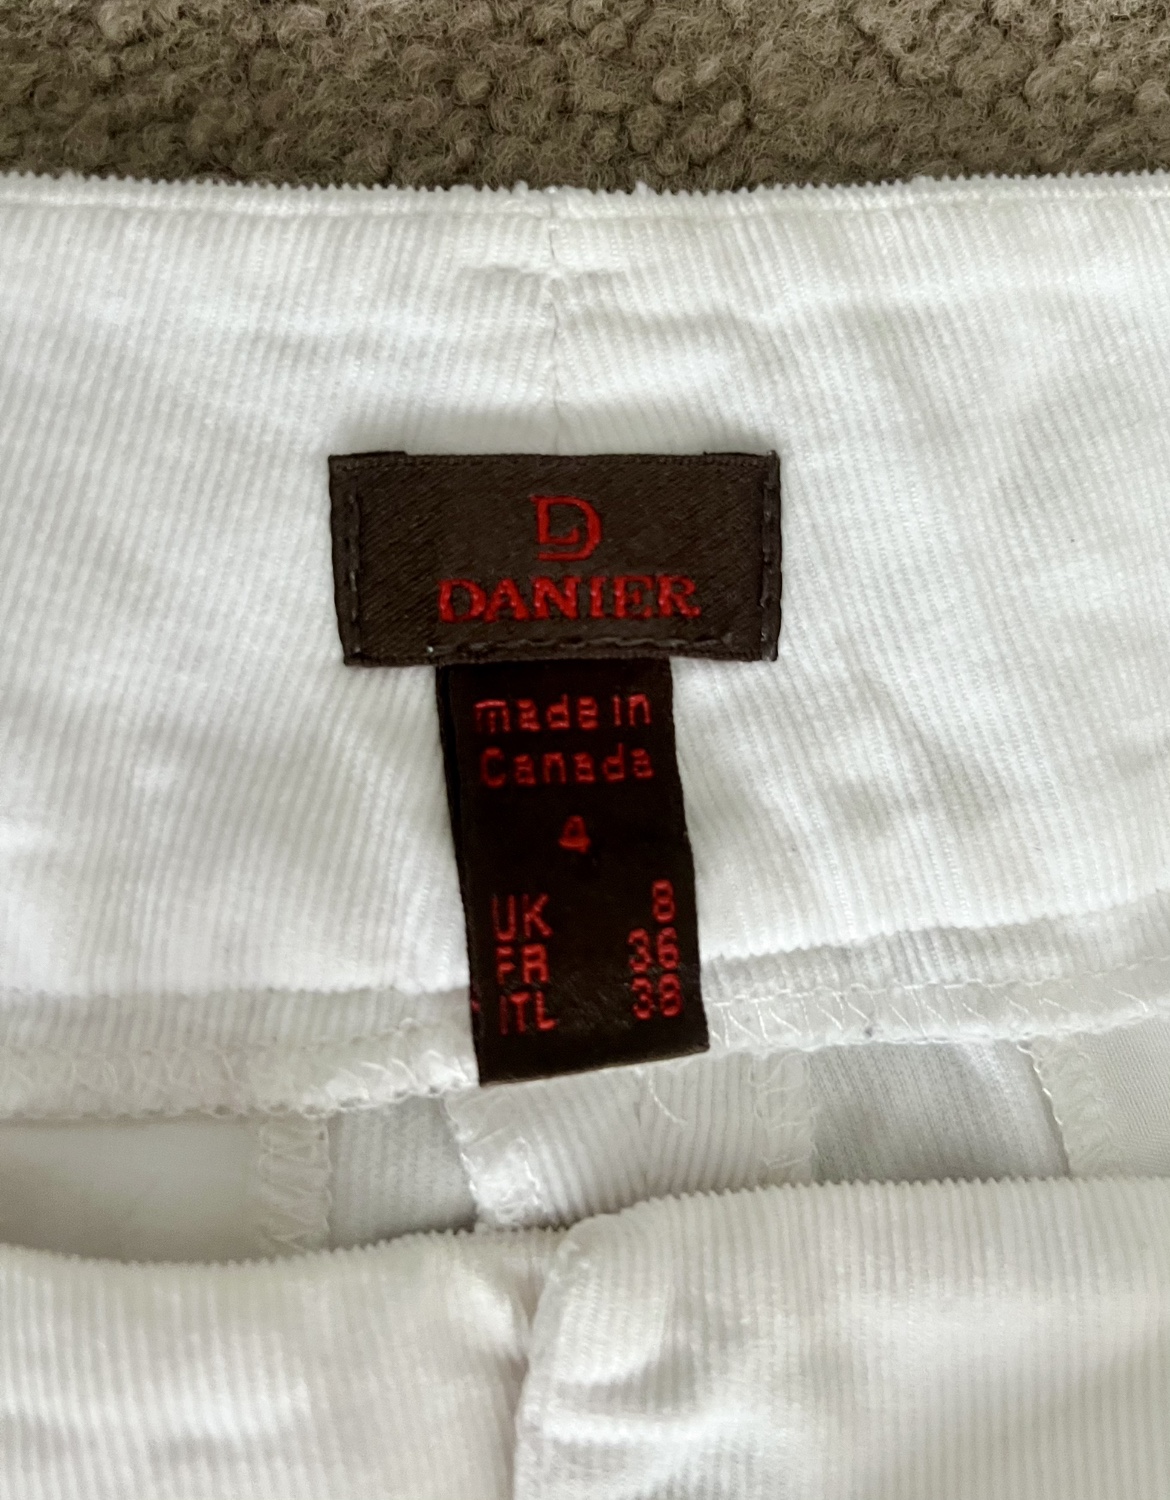 D
DANIER
made in
Canada
4
UK 8
FR 36
ITL 38